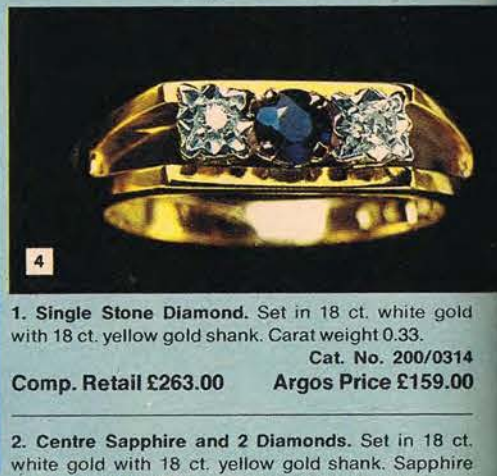 4
1. Single Stone Diamond. Set in 18 ct. white gold
with 18 ct. yellow gold shank. Carat weight 0.33.
Cat. No. 200/0314
Comp. Retail £263.00 Argos Price £159.00
2. Centre Sapphire and 2 Diamonds. Set in 18 ct.
white gold with 18 ct. yellow gold shank. Sapphire